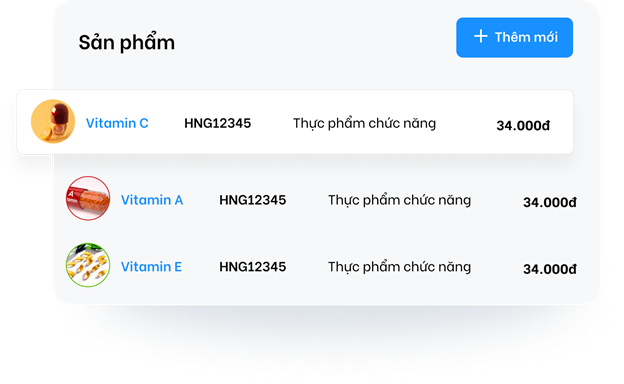 Sản phẩm
Thêm mới
Vitamin C HNG12345 Thực phẩm chức năng 34.000đ
A
Vitamin A HNG12345 Thực phẩm chức năng 34.000đ
Vitamin E HNG12345 Thực phẩm chức năng 34.000đ